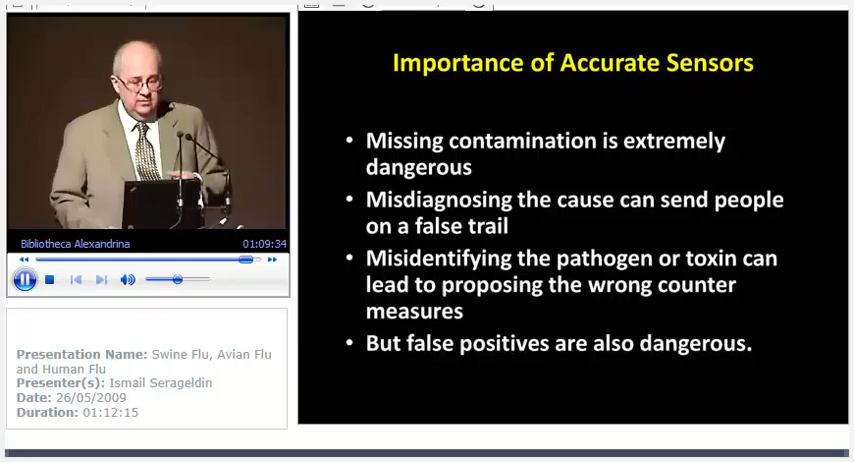 Importance of Accurate Sensors
• Missing contamination is extremely
dangerous
• Misdiagnosing the cause can send people
on a false trail
• Misidentifying the pathogen or toxin can
lead to proposing the wrong counter
measures
• But false positives are also dangerous.
Bibliotheca Alexandrina 01:09:34
Presentation Name: Swine Flu, Avian Flu
and Human Flu
Presenter(s): Ismail Serageldin
Date: 26/05/2009
Duration: 01:12:15